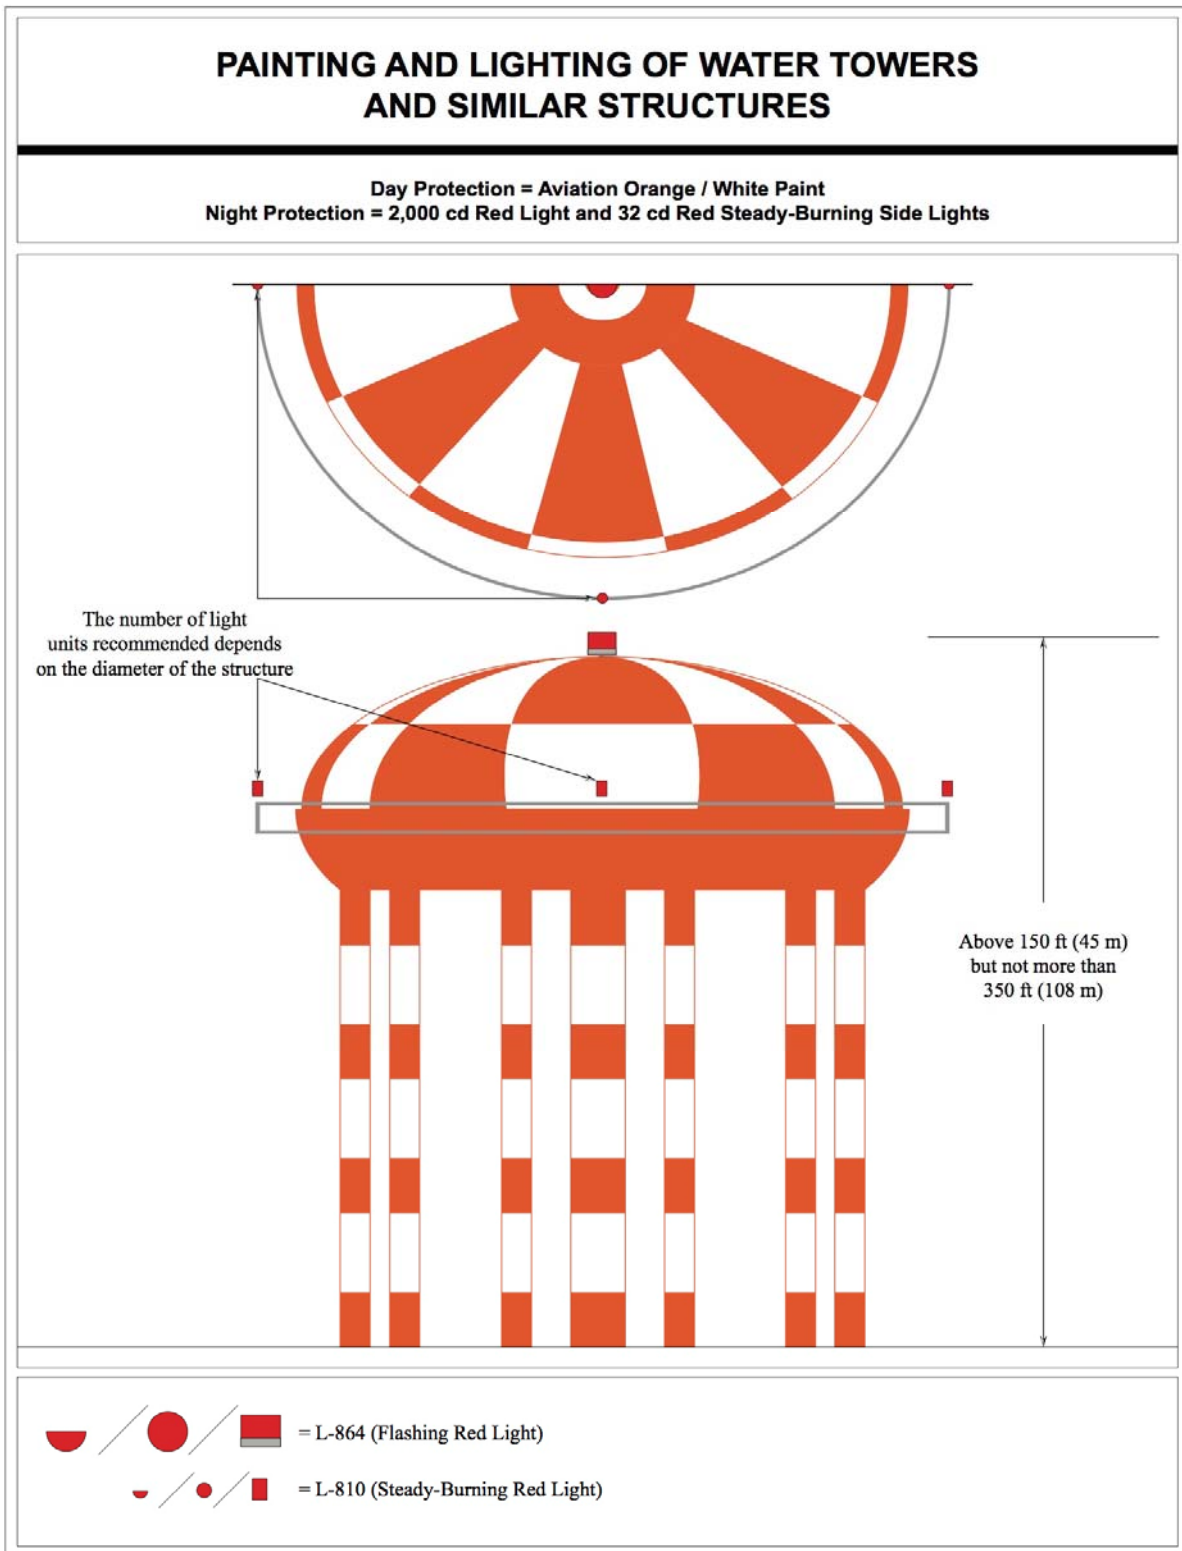 PAINTING AND LIGHTING OF WATER TOWERS
AND SIMILAR STRUCTURES
Day Protection = Aviation Orange / White Paint
Night Protection = 2,000 cd Red Light and 32 cd Red Steady-Burning Side Lights
The number of light
units recommended depends
on the diameter of the structure
Above 150 ft (45 m)
but not more than
350 ft (108 m)
= L-864 (Flashing Red Light)
= L-810 (Steady-Burning Red Light)